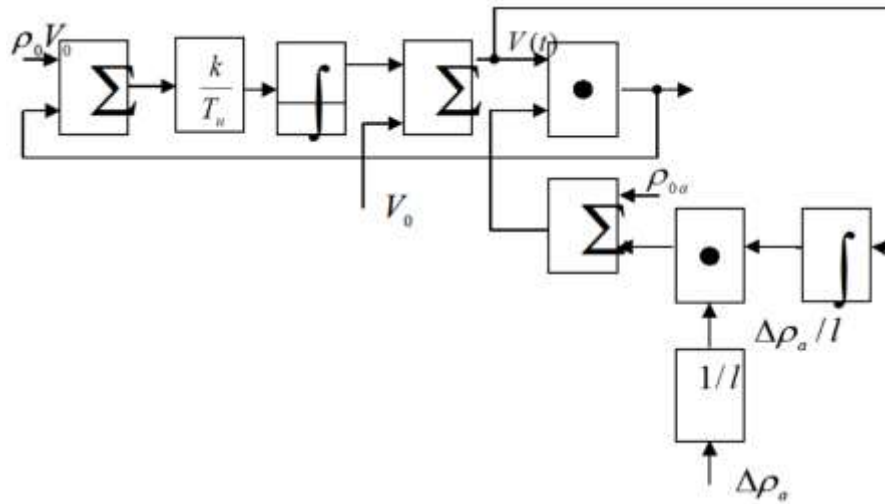 ρ₀V₀
Σ
k
Tᵤ
∫
Σ
V(t)
•
V₀
ρ₀ₐ
Σ
•
∫
Δρₐ/l
1/l
Δρₐ